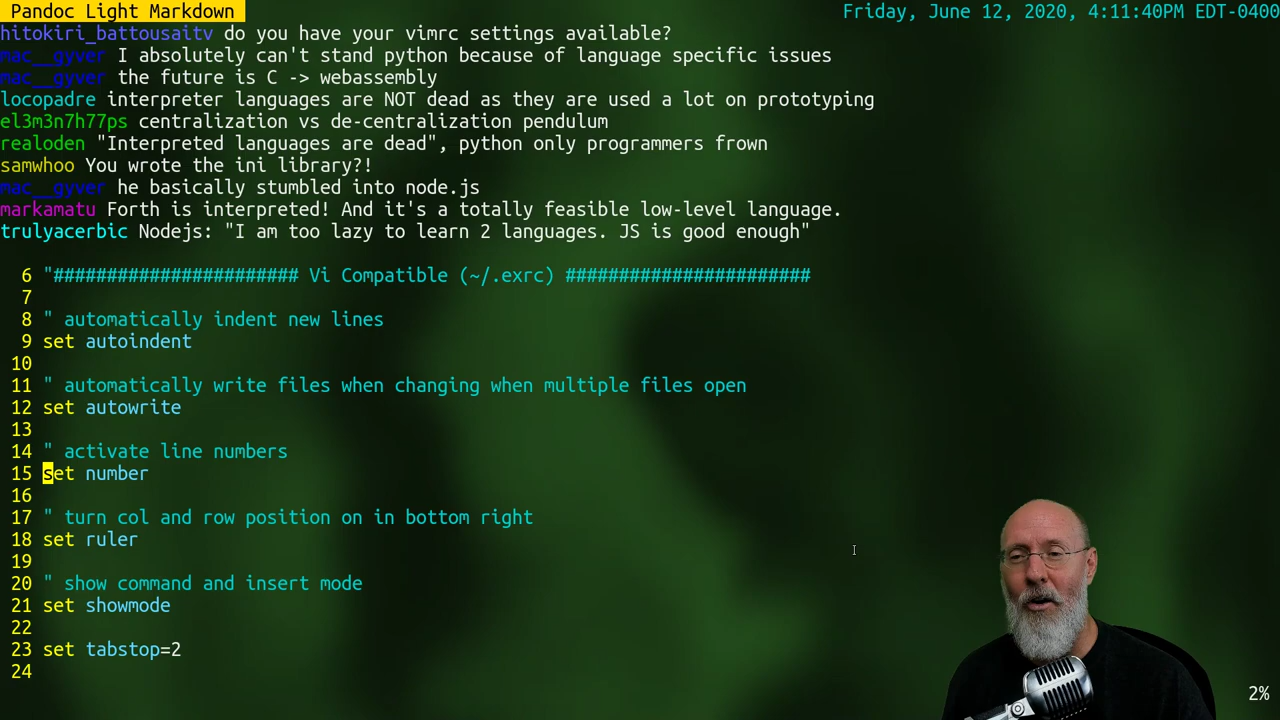 Pandoc Light Markdown
Friday, June 12, 2020, 4:11:40PM EDT-0400
hitokiri_battousaitv do you have your vimrc settings available?
mac__gyver I absolutely can't stand python because of language specific issues
mac__gyver the future is C -> webassembly
locopadre interpreter languages are NOT dead as they are used a lot on prototyping
el3m3n7h77ps centralization vs de-centralization pendulum
realoden "Interpreted languages are dead", python only programmers frown
samwhoo You wrote the ini library?!
mac__gyver he basically stumbled into node.js
markamatu Forth is interpreted! And it's a totally feasible low-level language.
trulyacerbic Nodejs: "I am too lazy to learn 2 languages. JS is good enough"
6 "####################### Vi Compatible (~/.exrc) #######################
7
8 " automatically indent new lines
9 set autoindent
10
11 " automatically write files when changing when multiple files open
12 set autowrite
13
14 " activate line numbers
15 set number
16
17 " turn col and row position on in bottom right
18 set ruler
19
20 " show command and insert mode
21 set showmode
22
23 set tabstop=2
24
2%